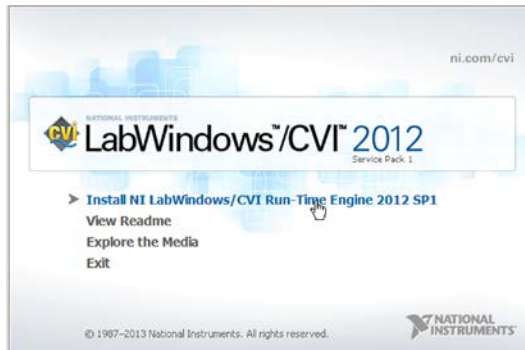 ni.com/cvi
CVI
NATIONAL INSTRUMENTS
LabWindows™/CVI™ 2012
Service Pack 1
Install NI LabWindows/CVI Run-Time Engine 2012 SP1
View Readme
Explore the Media
Exit
© 1987–2013 National Instruments. All rights reserved.
NATIONAL
INSTRUMENTS